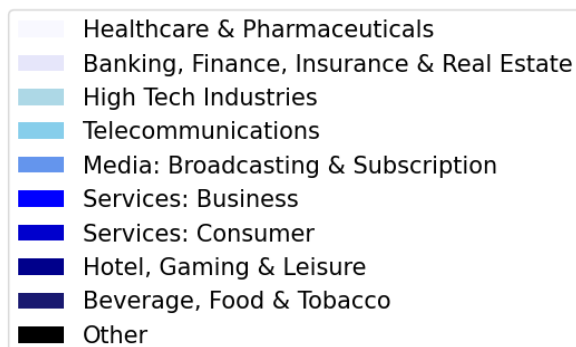 Healthcare & Pharmaceuticals
Banking, Finance, Insurance & Real Estate
High Tech Industries
Telecommunications
Media: Broadcasting & Subscription
Services: Business
Services: Consumer
Hotel, Gaming & Leisure
Beverage, Food & Tobacco
Other